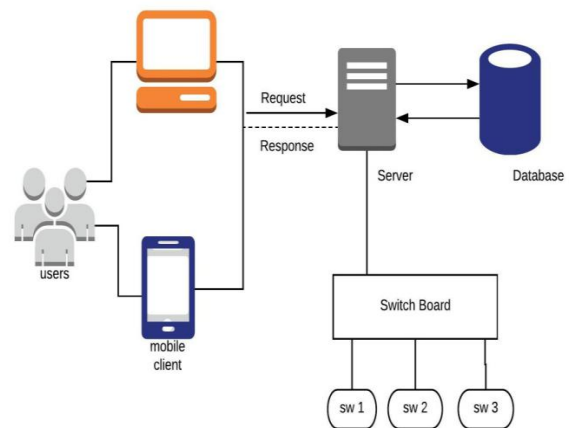 Request
Response
Server
Database
users
mobile
client
Switch Board
sw 1
sw 2
sw 3